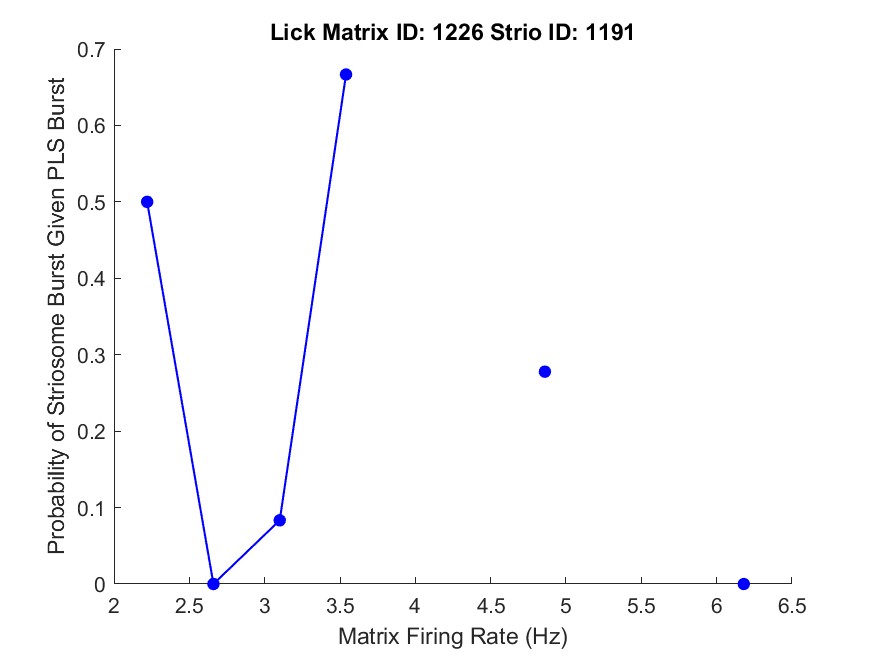 Lick Matrix ID: 1226 Strio ID: 1191
Probability of Striosome Burst Given PLS Burst
0.7
0.6
0.5
0.4
0.3
0.2
0.1
0
2 2.5 3 3.5 4 4.5 5 5.5 6 6.5
Matrix Firing Rate (Hz)